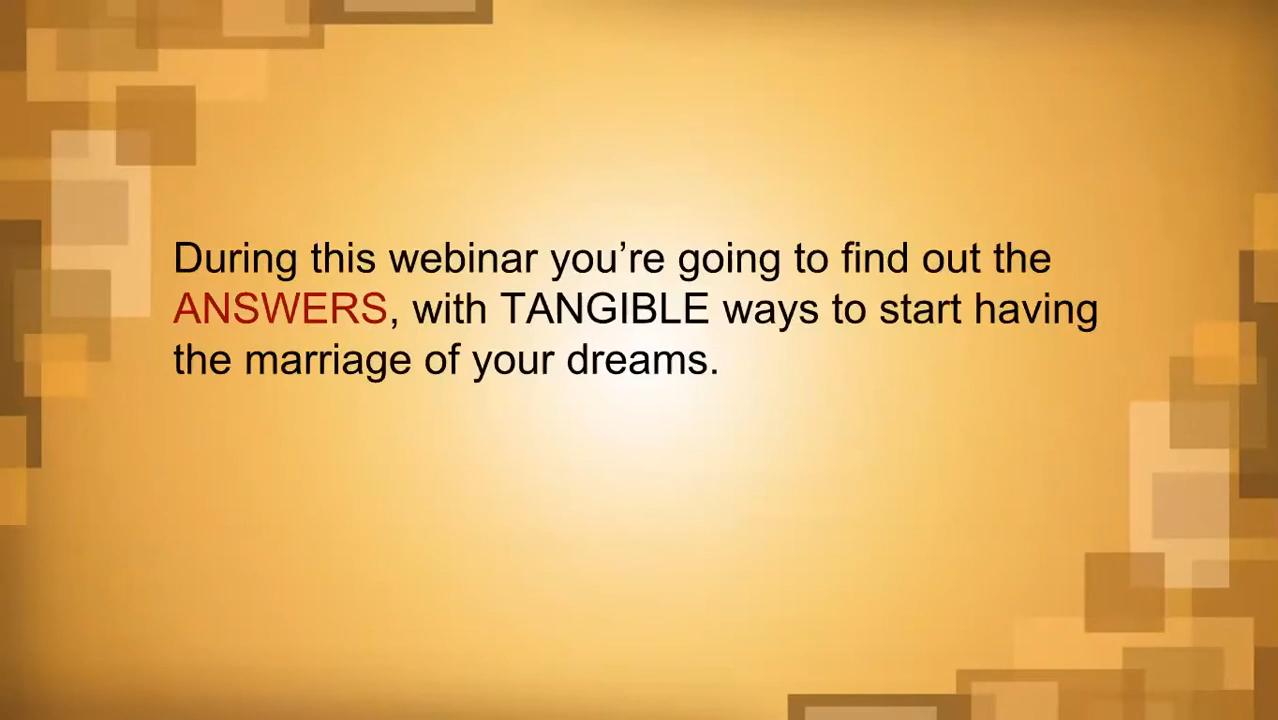 During this webinar you’re going to find out the
ANSWERS, with TANGIBLE ways to start having
the marriage of your dreams.